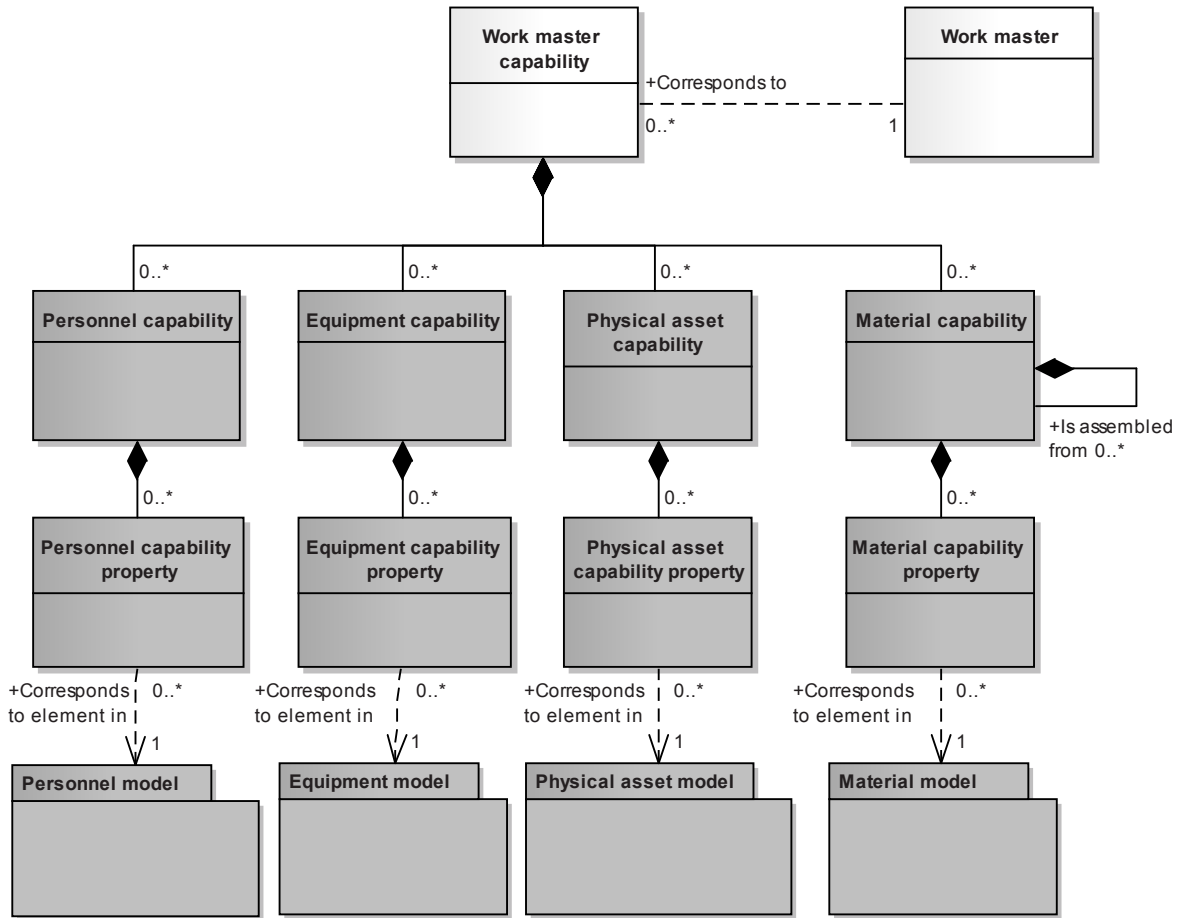 Work master
capability
Work master
+Corresponds to
0..*
1
0..*
0..*
0..*
0..*
Personnel capability
Equipment capability
Physical asset
capability
Material capability
+Is assembled
from 0..*
0..*
0..*
0..*
0..*
Personnel capability
property
Equipment capability
property
Physical asset
capability property
Material capability
property
+Corresponds
to element in
0..*
1
+Corresponds
to element in
0..*
1
+Corresponds
to element in
0..*
1
+Corresponds
to element in
0..*
1
Personnel model
Equipment model
Physical asset model
Material model